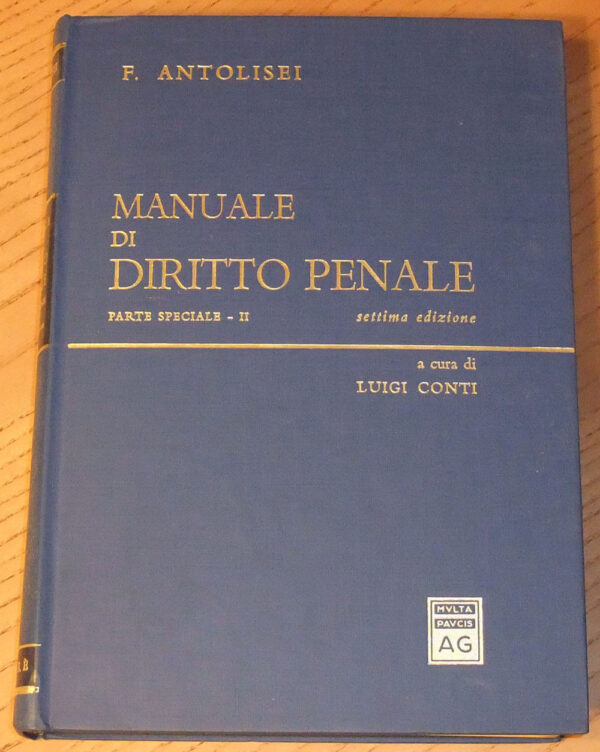 F. ANTOLISEI
MANUALE
DI
DIRITTO PENALE
PARTE SPECIALE - II settima edizione
a cura di
LUIGI CONTI
MVLTA
PAVCIS
AG